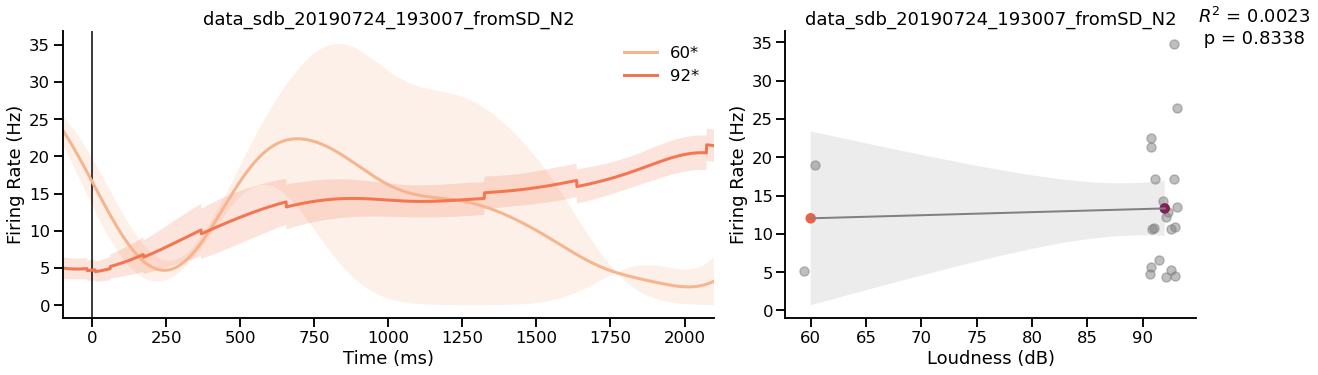 data_sdb_20190724_193007_fromSD_N2
35
30
25
20
15
10
5
0
Firing Rate (Hz)
60*
92*
0 250 500 750 1000 1250 1500 1750 2000
Time (ms)
data_sdb_20190724_193007_fromSD_N2
R² = 0.0023
p = 0.8338
35
30
25
20
15
10
5
0
Firing Rate (Hz)
60 65 70 75 80 85 90
Loudness (dB)